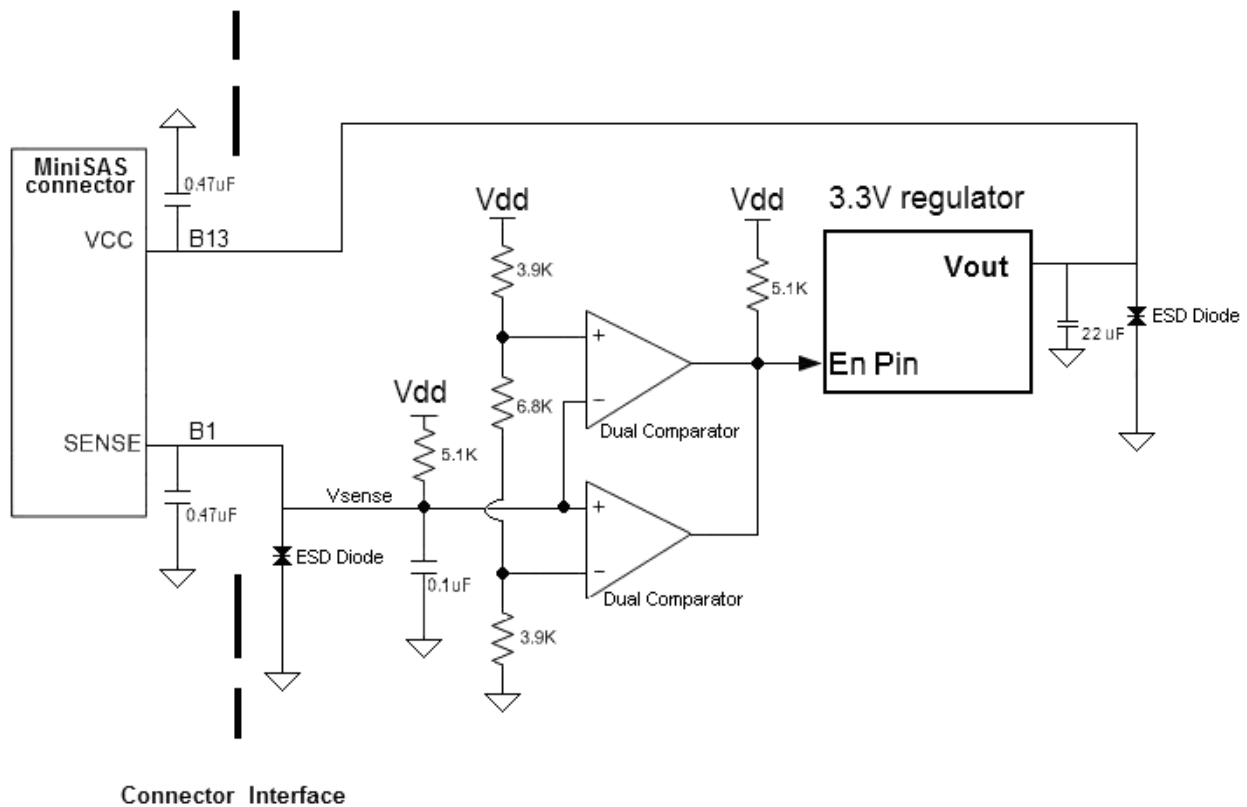 MiniSAS
connector
0.47uF
VCC
B13
Vdd
3.9K
Vdd
5.1K
3.3V regulator
Vout
En Pin
22 uF
ESD Diode
+
−
Dual Comparator
6.8K
Vdd
5.1K
SENSE
B1
0.47uF
Vsense
ESD Diode
0.1uF
+
−
Dual Comparator
3.9K
Connector Interface